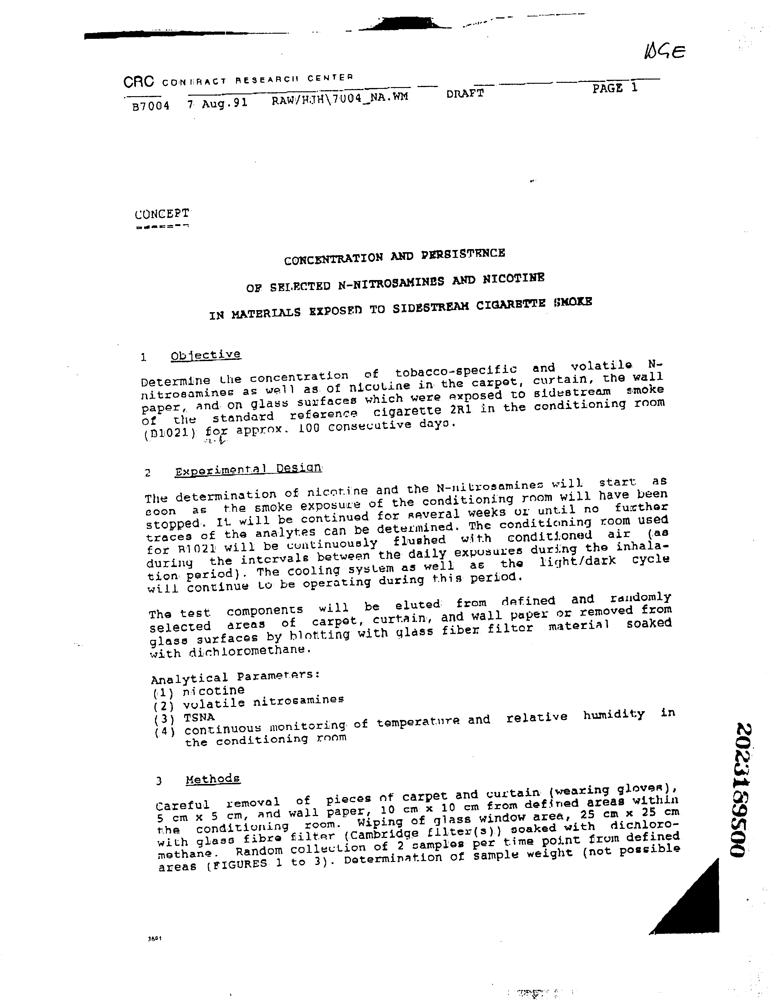 DGE
CRC CONTRACT RESEARCH CENTER
B7004 7 Aug.91 RAW/HJH\7004_NA.WM DRAFT PAGE 1
CONCEPT
=======
CONCENTRATION AND PERSISTENCE
OF SELECTED N-NITROSAMINES AND NICOTINE
IN MATERIALS EXPOSED TO SIDESTREAM CIGARETTE SMOKE
1 Objective
Determine the concentration of tobacco-specific and volatile N-
nitrosamines as well as of nicotine in the carpet, curtain, the wall
paper, and on glass surfaces which were exposed to sidestream smoke
of the standard reference cigarette 2R1 in the conditioning room
(B1021) for approx. 100 consecutive days.
2 Experimental Design
The determination of nicotine and the N-nitrosamines will start as
soon as the smoke exposure of the conditioning room will have been
stopped. It will be continued for several weeks or until no further
traces of the analytes can be determined. The conditioning room used
for B1021 will be continuously flushed with conditioned air (as
during the intervals between the daily exposures during the inhala-
tion period). The cooling system as well as the light/dark cycle
will continue to be operating during this period.
The test components will be eluted from defined and randomly
selected areas of carpet, curtain, and wall paper or removed from
glass surfaces by blotting with glass fiber filter material soaked
with dichloromethane.
Analytical Parameters:
(1) nicotine
(2) volatile nitrosamines
(3) TSNA
(4) continuous monitoring of temperature and relative humidity in
the conditioning room
3 Methods
Careful removal of pieces of carpet and curtain (wearing gloves),
5 cm x 5 cm, and wall paper, 10 cm x 10 cm from defined areas within
the conditioning room. Wiping of glass window area, 25 cm x 25 cm
with glass fibre filter (Cambridge filter(s)) soaked with dichloro-
methane. Random collection of 2 samples per time point from defined
areas (FIGURES 1 to 3). Determination of sample weight (not possible
2023189500
3601